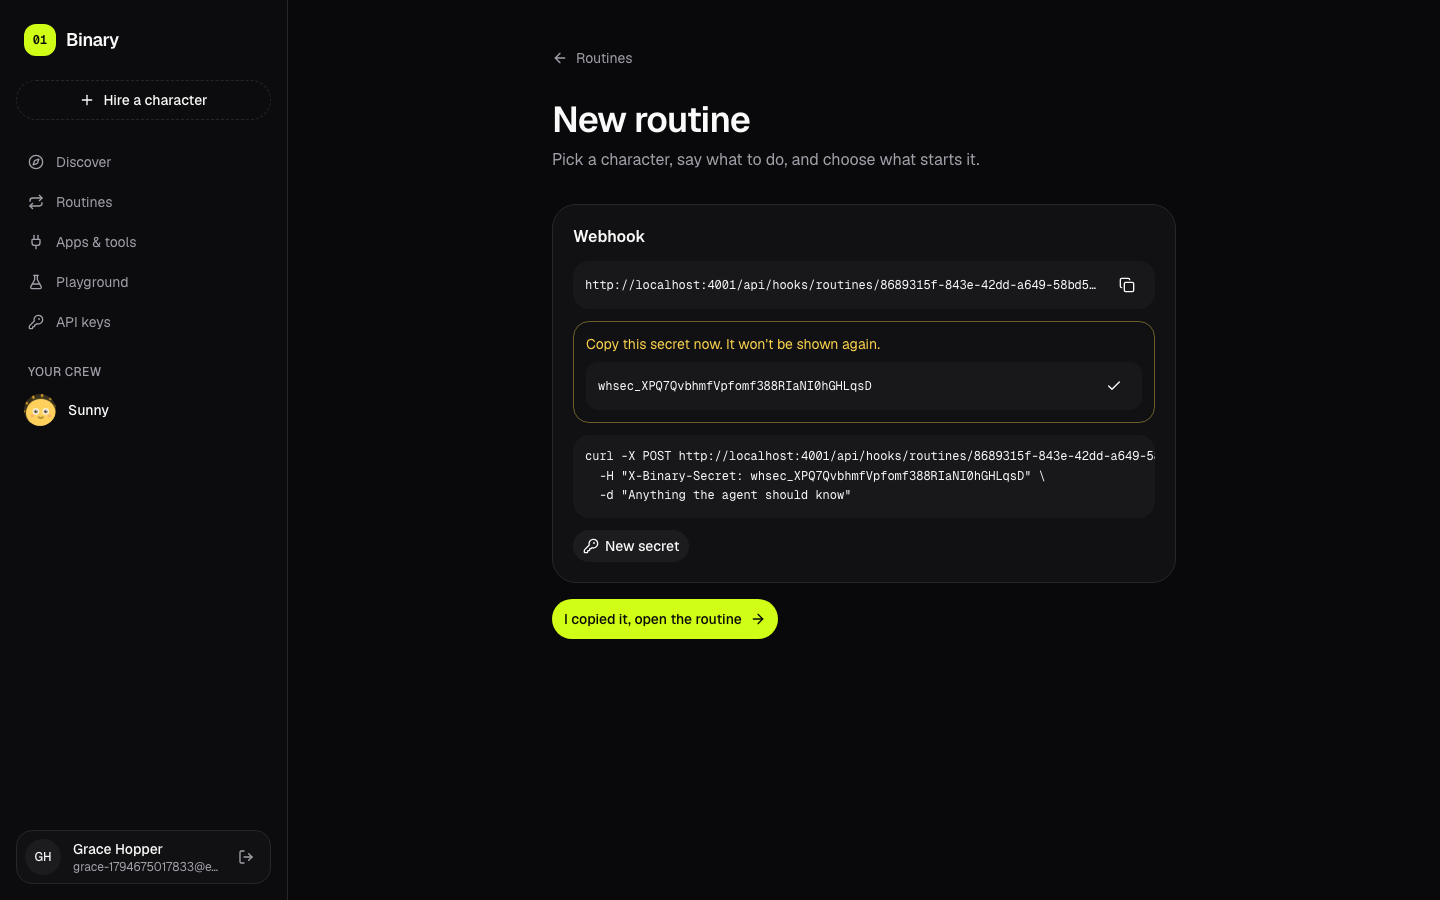 01 Binary
Hire a character
Discover
Routines
Apps & tools
Playground
API keys
YOUR CREW
Sunny
GH
Grace Hopper
grace-1794675017833@e…
Routines
New routine
Pick a character, say what to do, and choose what starts it.
Webhook
http://localhost:4001/api/hooks/routines/8689315f-843e-42dd-a649-58bd5…
Copy this secret now. It won't be shown again.
whsec_XPQ7QvbhmfVpfomf388RIaNI0hGHLqsD
curl -X POST http://localhost:4001/api/hooks/routines/8689315f-843e-42dd-a649-5
-H "X-Binary-Secret: whsec_XPQ7QvbhmfVpfomf388RIaNI0hGHLqsD" \
-d "Anything the agent should know"
New secret
I copied it, open the routine